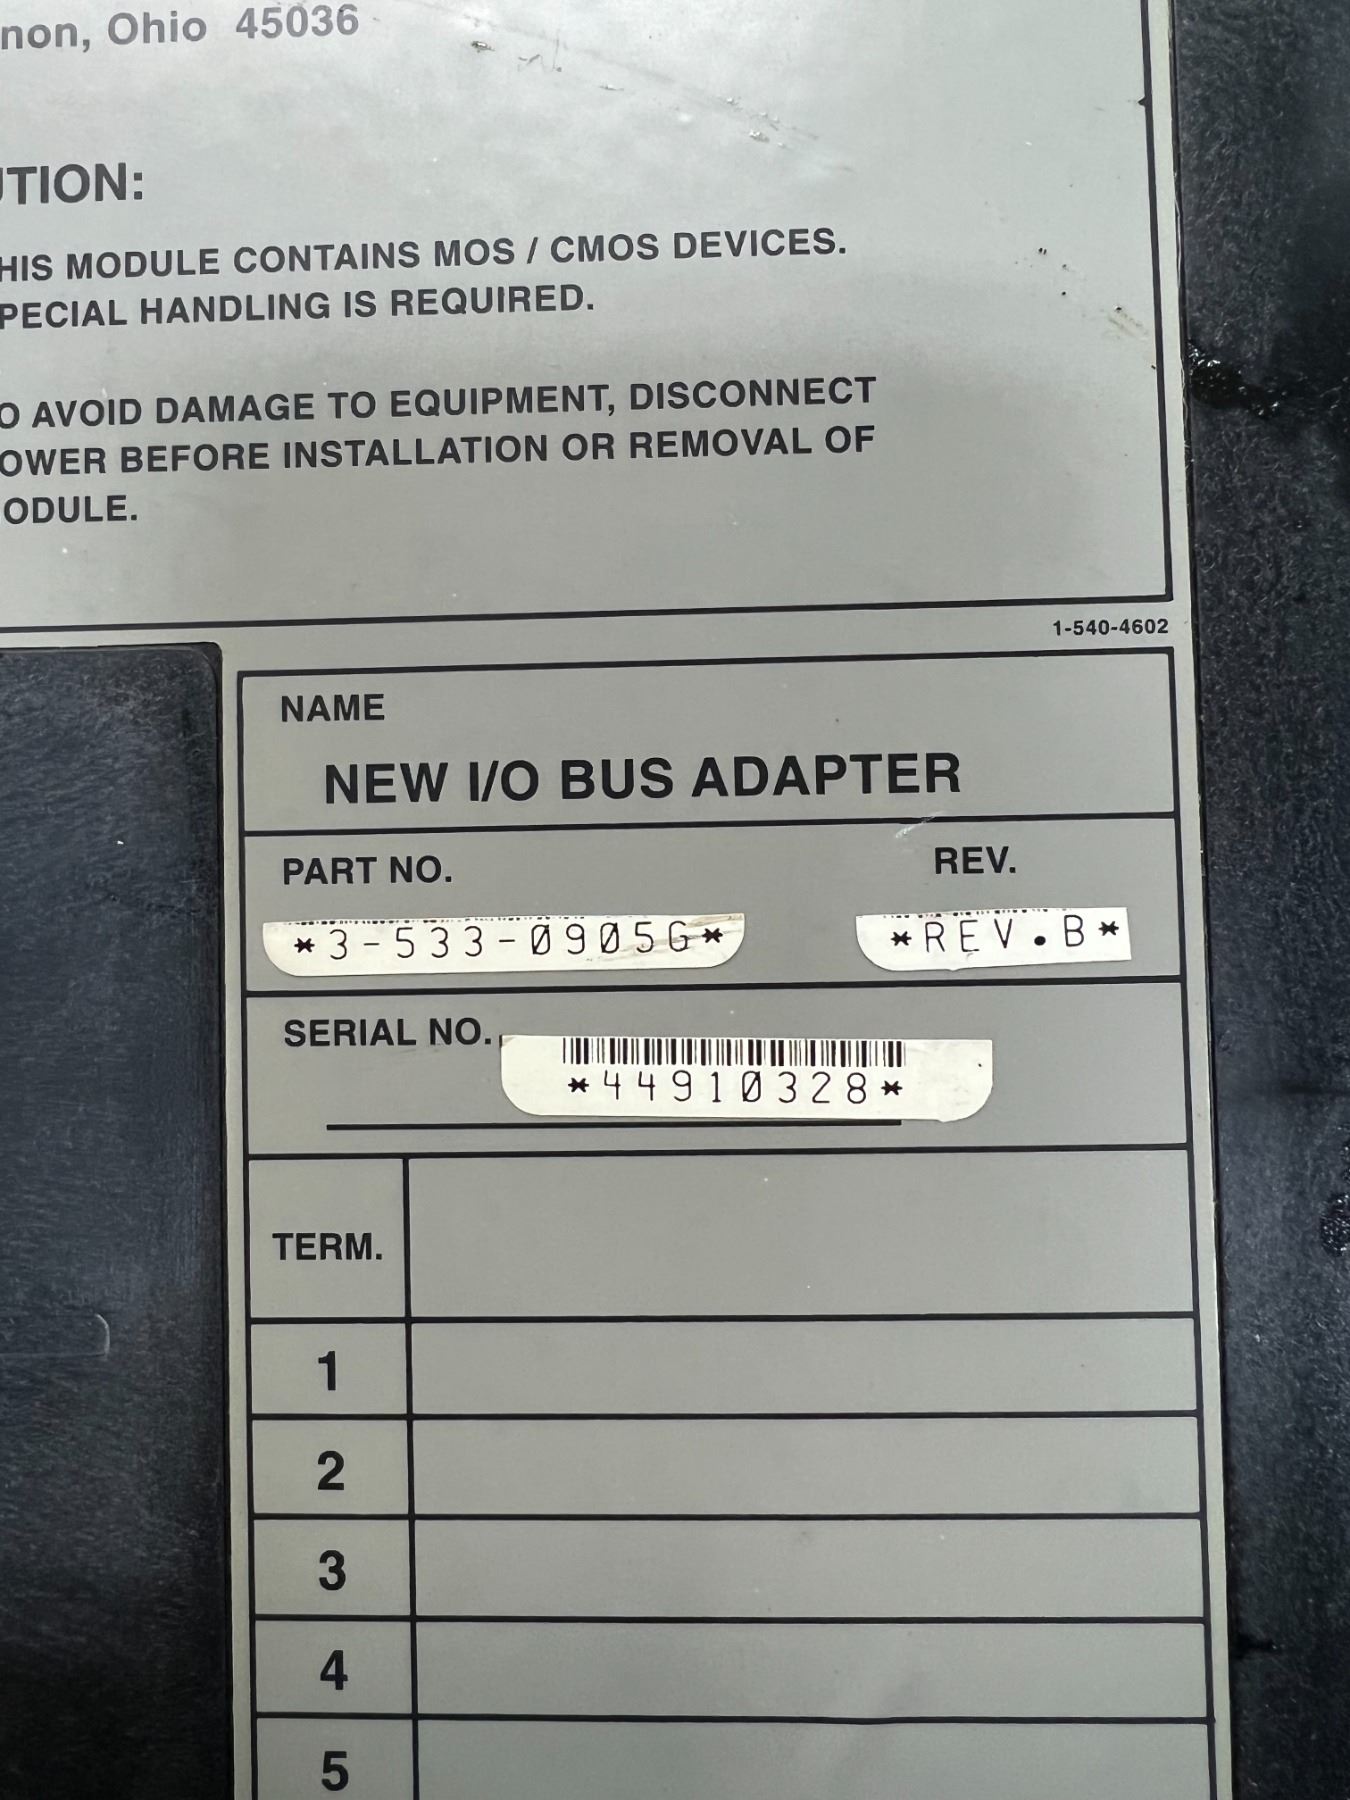 non, Ohio 45036
UTION:
HIS MODULE CONTAINS MOS / CMOS DEVICES.
PECIAL HANDLING IS REQUIRED.
O AVOID DAMAGE TO EQUIPMENT, DISCONNECT
OWER BEFORE INSTALLATION OR REMOVAL OF
ODULE.
1-540-4602
NAME
NEW I/O BUS ADAPTER
PART NO. REV.
*3-533-0905G* *REV.B*
SERIAL NO.
*44910328*
TERM.
1
2
3
4
5